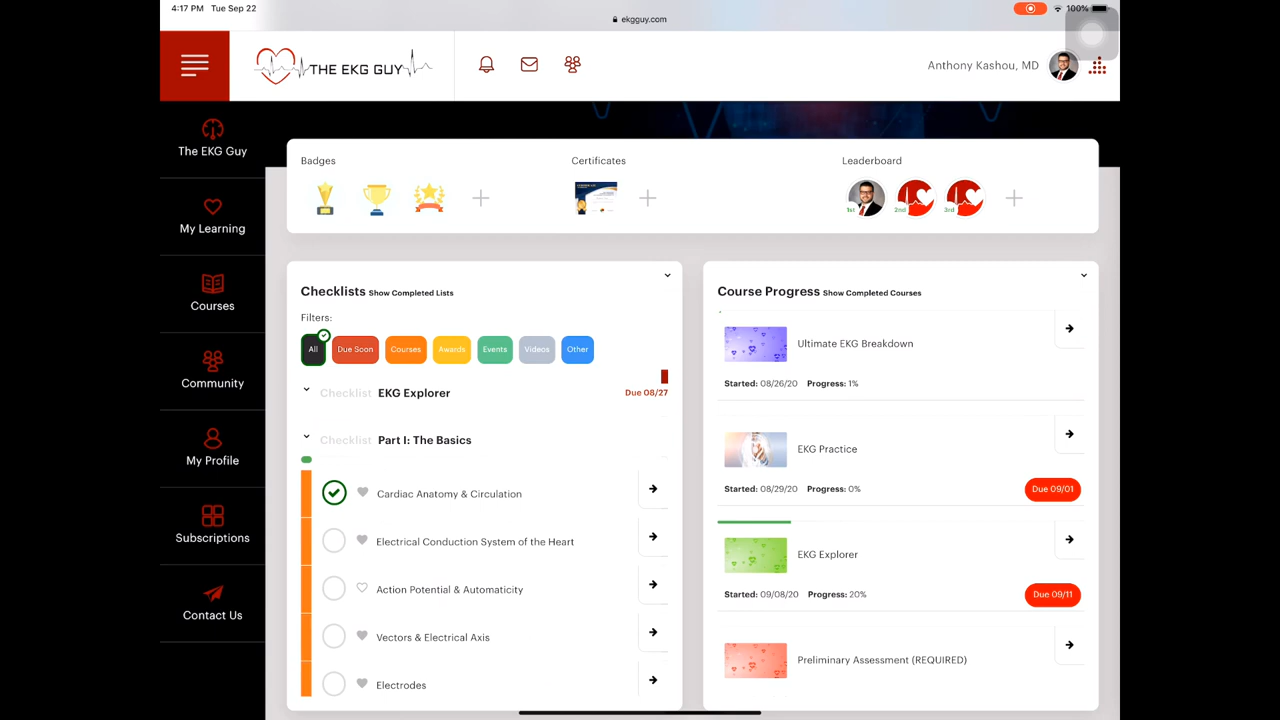 4:17 PM Tue Sep 22
100%
ekgguy.com
THE EKG GUY
Anthony Kashou, MD
The EKG Guy
My Learning
Courses
Community
My Profile
Subscriptions
Contact Us
Badges
Certificates
Leaderboard
1st
2nd
3rd
Checklists Show Completed Lists
Filters:
All
Due Soon
Courses
Awards
Events
Videos
Other
Checklist EKG Explorer
Due 08/27
Checklist Part I: The Basics
Cardiac Anatomy & Circulation
Electrical Conduction System of the Heart
Action Potential & Automaticity
Vectors & Electrical Axis
Electrodes
Course Progress Show Completed Courses
Ultimate EKG Breakdown
Started: 08/26/20 Progress: 1%
EKG Practice
Started: 08/29/20 Progress: 0%
Due 09/01
EKG Explorer
Started: 09/08/20 Progress: 20%
Due 09/11
Preliminary Assessment (REQUIRED)